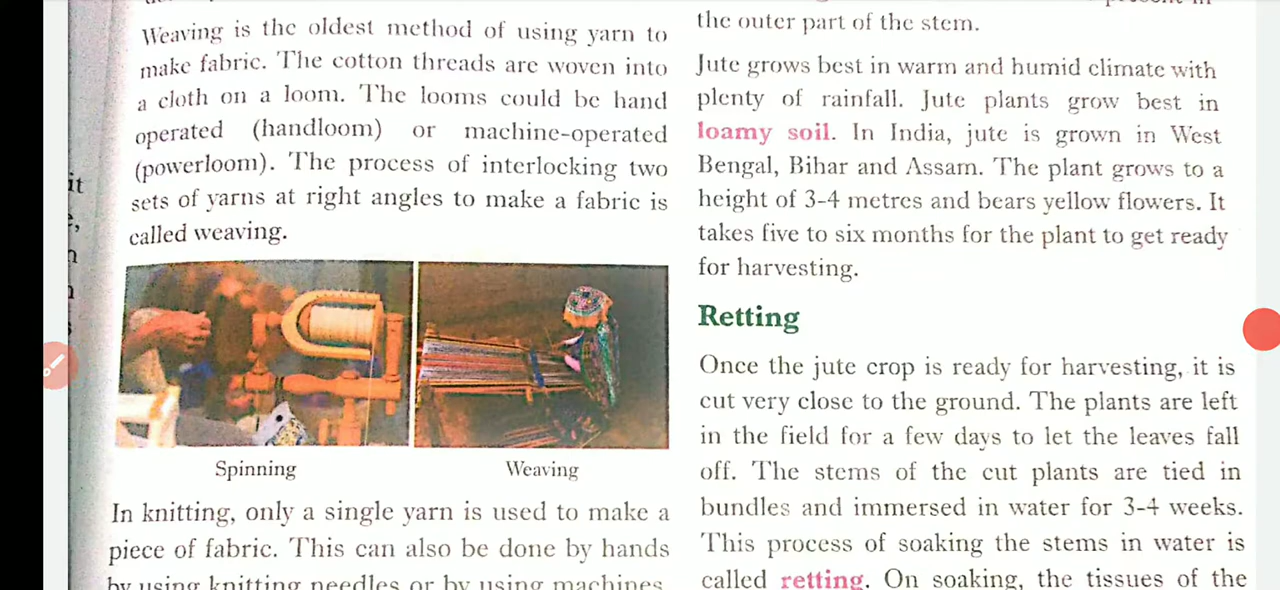 Weaving is the oldest method of using yarn to
make fabric. The cotton threads are woven into
a cloth on a loom. The looms could be hand
operated (handloom) or machine-operated
(powerloom). The process of interlocking two
sets of yarns at right angles to make a fabric is
called weaving.
Spinning
Weaving
In knitting, only a single yarn is used to make a
piece of fabric. This can also be done by hands
by using knitting needles or by using machines.
the outer part of the stem.
Jute grows best in warm and humid climate with
plenty of rainfall. Jute plants grow best in
loamy soil. In India, jute is grown in West
Bengal, Bihar and Assam. The plant grows to a
height of 3-4 metres and bears yellow flowers. It
takes five to six months for the plant to get ready
for harvesting.
Retting
Once the jute crop is ready for harvesting, it is
cut very close to the ground. The plants are left
in the field for a few days to let the leaves fall
off. The stems of the cut plants are tied in
bundles and immersed in water for 3-4 weeks.
This process of soaking the stems in water is
called retting. On soaking, the tissues of the